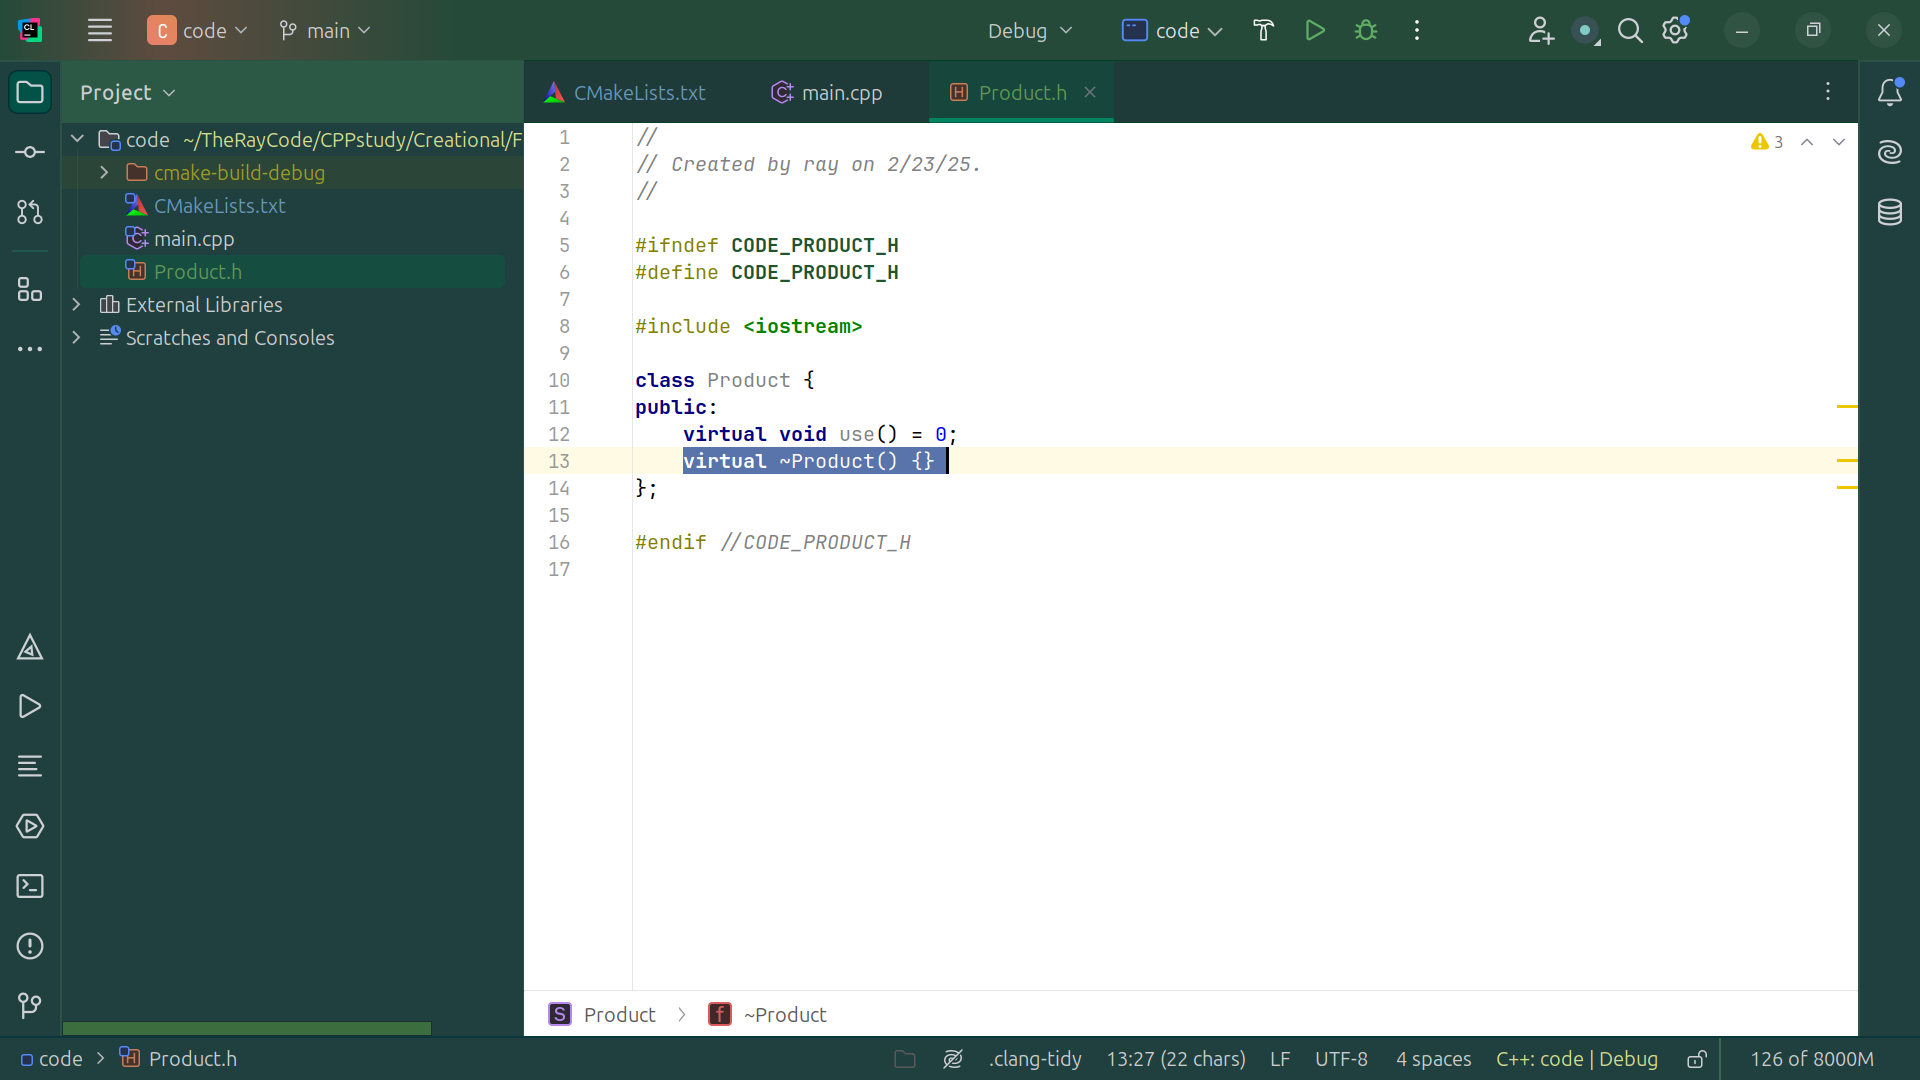 CL
C code main
Debug code
Project
CMakeLists.txt main.cpp H Product.h
code ~/TheRayCode/CPPstudy/Creational/F
cmake-build-debug
CMakeLists.txt
main.cpp
Product.h
External Libraries
Scratches and Consoles
3
1 //
2 // Created by ray on 2/23/25.
3 //
4
5 #ifndef CODE_PRODUCT_H
6 #define CODE_PRODUCT_H
7
8 #include <iostream>
9
10 class Product {
11 public:
12 virtual void use() = 0;
13 virtual ~Product() {}
14 };
15
16 #endif //CODE_PRODUCT_H
17
S Product f ~Product
code Product.h .clang-tidy 13:27 (22 chars) LF UTF-8 4 spaces C++: code | Debug 126 of 8000M